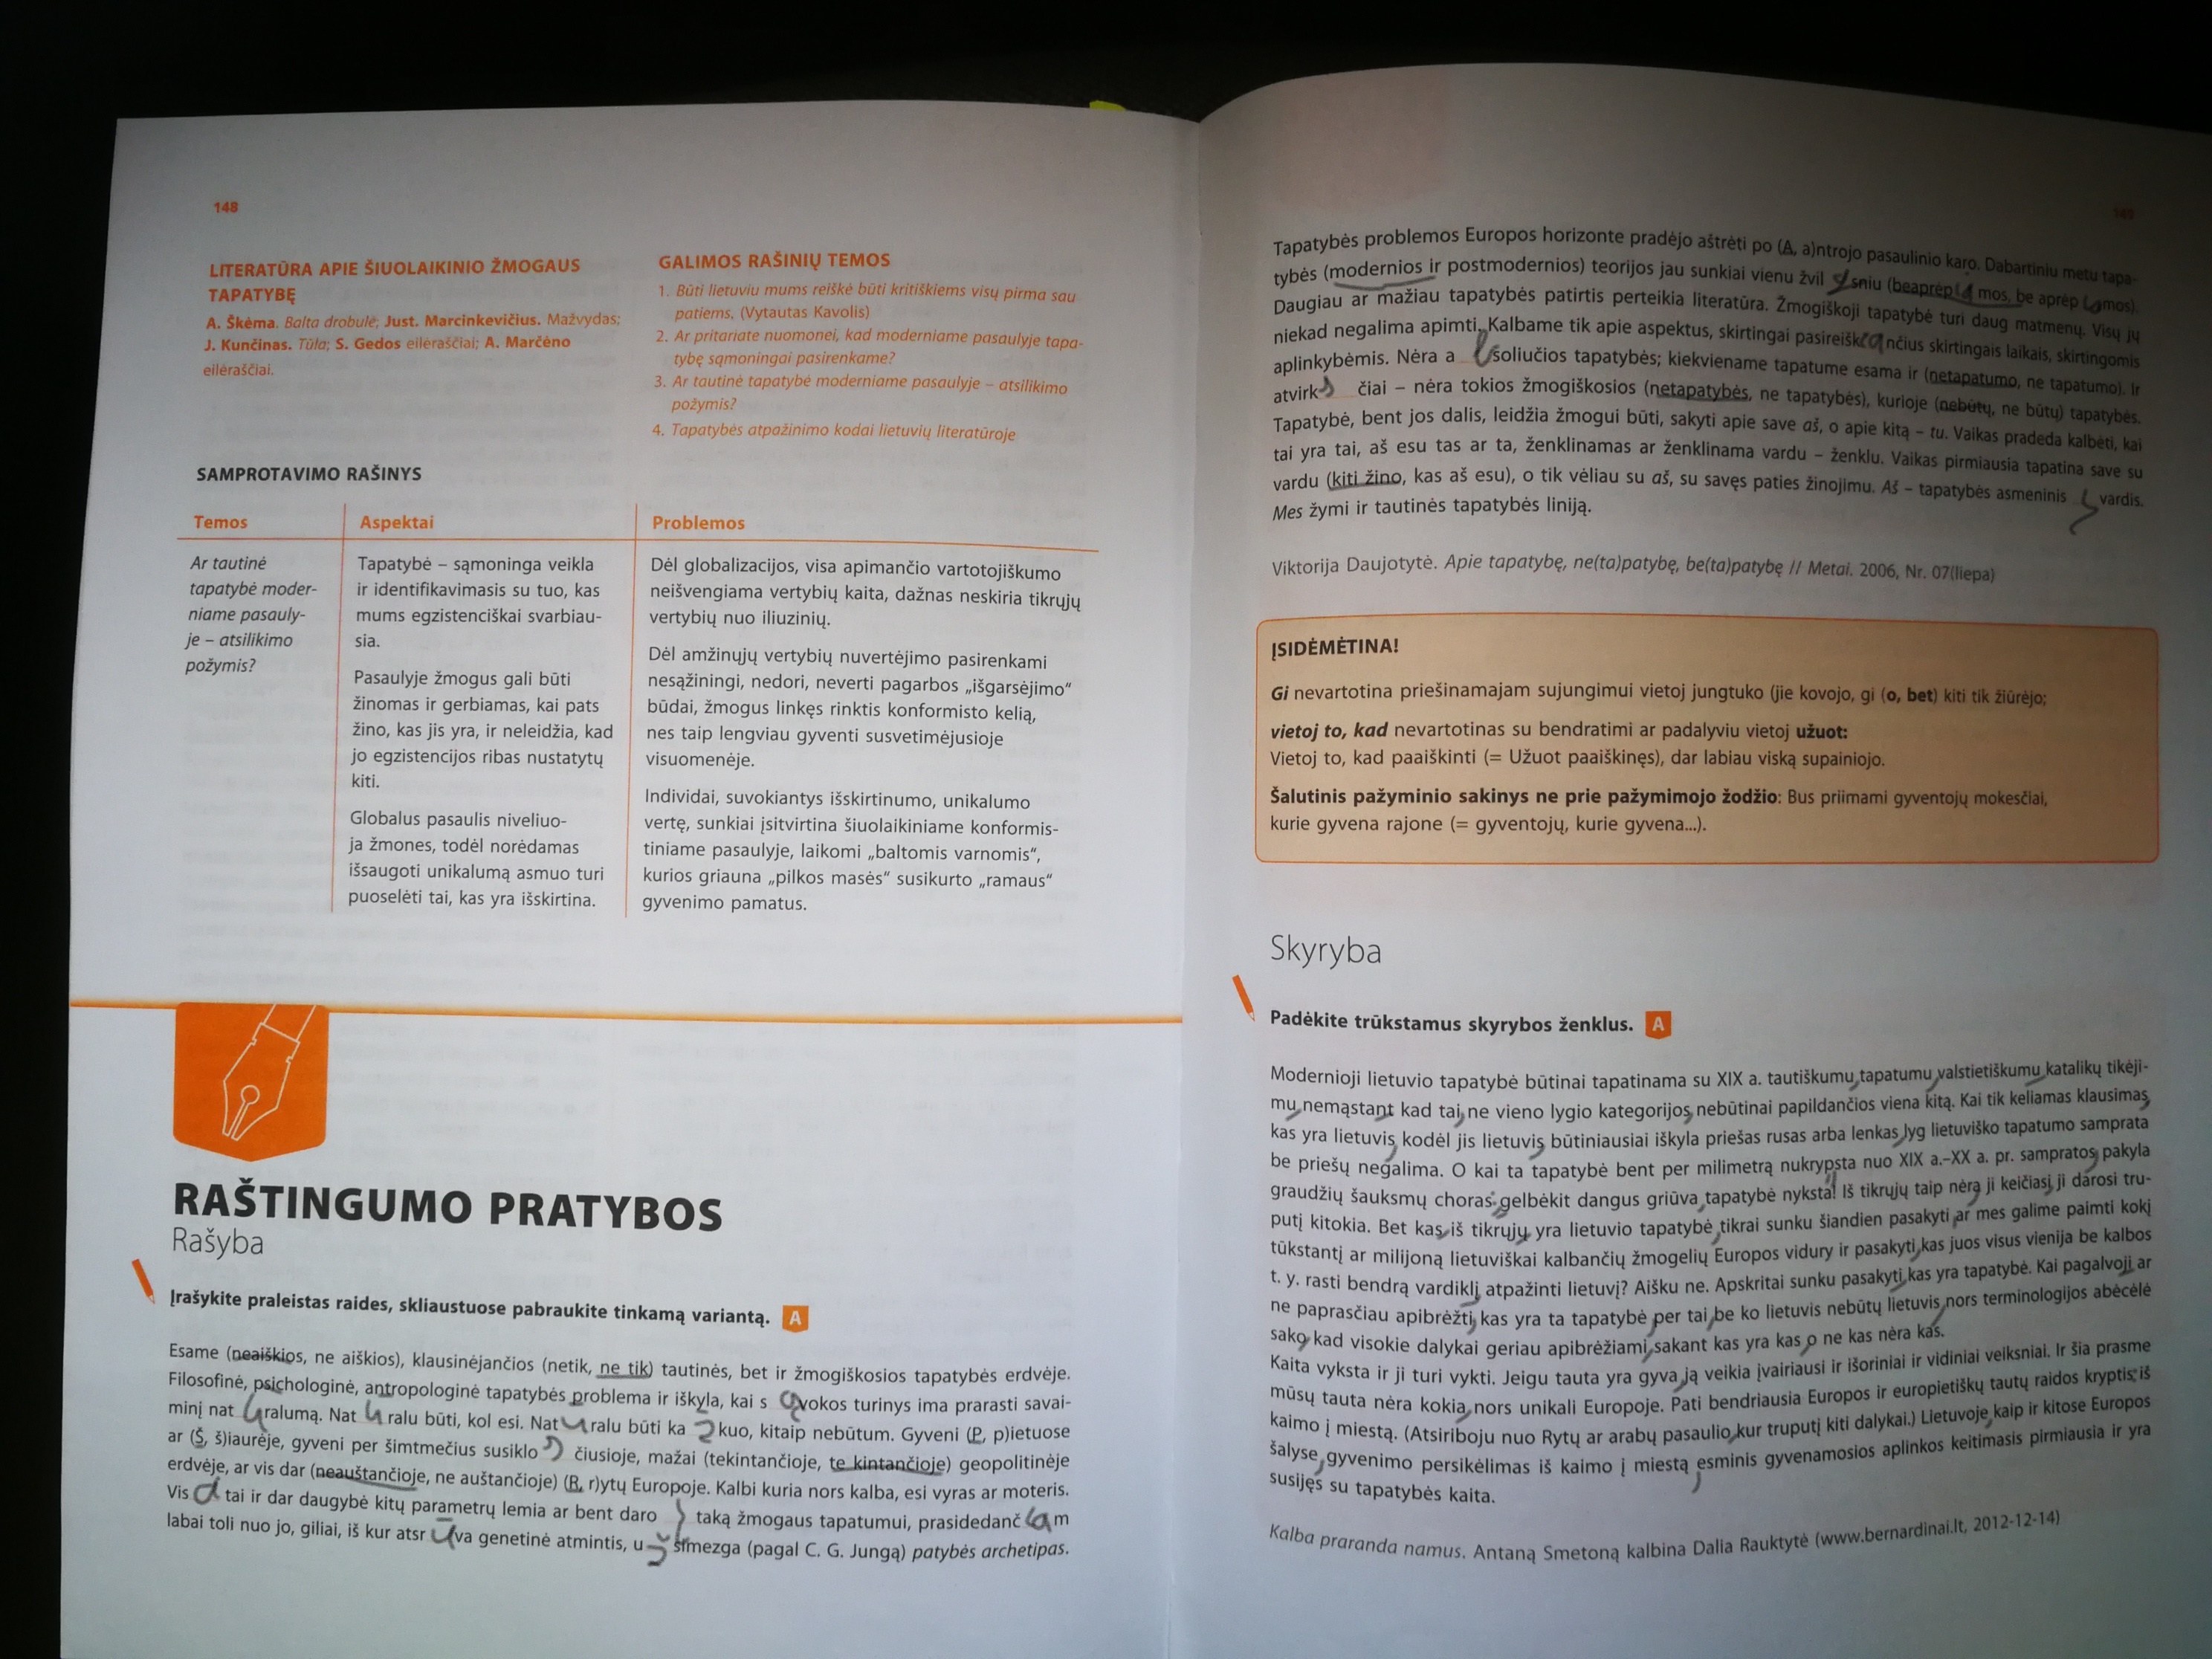 148
LITERATŪRA APIE ŠIUOLAIKINIO ŽMOGAUS
TAPATYBĘ
A. Škėma. Balta drobulė; Just. Marcinkevičius. Mažvydas;
J. Kunčinas. Tūla; S. Gedos eilėraščiai; A. Marčėno
eilėraščiai.
GALIMOS RAŠINIŲ TEMOS
1. Būti lietuviu mums reiškė būti kritiškiems visų pirma sau
patiems. (Vytautas Kavolis)
2. Ar pritariate nuomonei, kad moderniame pasaulyje tapa-
tybę sąmoningai pasirenkame?
3. Ar tautinė tapatybė moderniame pasaulyje – atsilikimo
požymis?
4. Tapatybės atpažinimo kodai lietuvių literatūroje
SAMPROTAVIMO RAŠINYS
Temos
Aspektai
Problemos
Ar tautinė
tapatybė moder-
niame pasauly-
je – atsilikimo
požymis?
Tapatybė – sąmoninga veikla
ir identifikavimasis su tuo, kas
mums egzistenciškai svarbiau-
sia.
Pasaulyje žmogus gali būti
žinomas ir gerbiamas, kai pats
žino, kas jis yra, ir neleidžia, kad
jo egzistencijos ribas nustatytų
kiti.
Globalus pasaulis niveliuo-
ja žmones, todėl norėdamas
išsaugoti unikalumą asmuo turi
puoselėti tai, kas yra išskirtina.
Dėl globalizacijos, visa apimančio vartotojiškumo
neišvengiama vertybių kaita, dažnas neskiria tikrųjų
vertybių nuo iliuzinių.
Dėl amžinųjų vertybių nuvertėjimo pasirenkami
nesąžiningi, nedori, neverti pagarbos „išgarsėjimo“
būdai, žmogus linkęs rinktis konformisto kelią,
nes taip lengviau gyventi susvetimėjusioje
visuomenėje.
Individai, suvokiantys išskirtinumo, unikalumo
vertę, sunkiai įsitvirtina šiuolaikiniame konformis-
tiniame pasaulyje, laikomi „baltomis varnomis“,
kurios griauna „pilkos masės“ susikurto „ramaus“
gyvenimo pamatus.
RAŠTINGUMO PRATYBOS
Rašyba
Įrašykite praleistas raides, skliaustuose pabraukite tinkamą variantą. A
Esame (neaiškios, ne aiškios), klausinėjančios (netik, ne tik) tautinės, bet ir žmogiškosios tapatybės erdvėje.
Filosofinė, psichologinė, antropologinė tapatybės problema ir iškyla, kai s ą vokos turinys ima prarasti savai-
minį nat ū ralumą. Nat ū ralu būti, kol esi. Nat ū ralu būti ka ž kuo, kitaip nebūtum. Gyveni (P, p)ietuose
ar (Š, š)iaurėje, gyveni per šimtmečius susiklo s čiusioje, mažai (tekintančioje, te kintančioje) geopolitinėje
erdvėje, ar vis dar (neauštančioje, ne auštančioje) (R, r)ytų Europoje. Kalbi kuria nors kalba, esi vyras ar moteris.
Vis a tai ir dar daugybė kitų parametrų lemia ar bent daro į taką žmogaus tapatumui, prasidedanč ia m
labai toli nuo jo, giliai, iš kur atsr ū va genetinė atmintis, u ž simezga (pagal C. G. Jungą) patybės archetipas.
Tapatybės problemos Europos horizonte pradėjo aštrėti po (A, a)ntrojo pasaulinio karo. Dabartiniu metu tapa-
tybės (modernios ir postmodernios) teorijos jau sunkiai vienu žvil g sniu (beaprėp ia mos, be aprėp ia mos).
Daugiau ar mažiau tapatybės patirtis perteikia literatūra. Žmogiškoji tapatybė turi daug matmenų. Visų jų
niekad negalima apimti. Kalbame tik apie aspektus, skirtingai pasireišk ia nčius skirtingais laikais, skirtingomis
aplinkybėmis. Nėra a b soliučios tapatybės; kiekviename tapatume esama ir (netapatumo, ne tapatumo). Ir
atvirk š čiai – nėra tokios žmogiškosios (netapatybės, ne tapatybės), kurioje (nebūtų, ne būtų) tapatybės.
Tapatybė, bent jos dalis, leidžia žmogui būti, sakyti apie save aš, o apie kitą – tu. Vaikas pradeda kalbėti, kai
tai yra tai, aš esu tas ar ta, ženklinamas ar ženklinama vardu – ženklu. Vaikas pirmiausia tapatina save su
vardu (kiti žino, kas aš esu), o tik vėliau su aš, su savęs paties žinojimu. Aš – tapatybės asmeninis į vardis.
Mes žymi ir tautinės tapatybės liniją.
Viktorija Daujotytė. Apie tapatybę, ne(ta)patybę, be(ta)patybę // Metai. 2006, Nr. 07(liepa)
ĮSIDĖMĖTINA!
Gi nevartotina priešinamajam sujungimui vietoj jungtuko (jie kovojo, gi (o, bet) kiti tik žiūrėjo;
vietoj to, kad nevartotinas su bendratimi ar padalyviu vietoj užuot:
Vietoj to, kad paaiškinti (= Užuot paaiškinęs), dar labiau viską supainiojo.
Šalutinis pažyminio sakinys ne prie pažymimojo žodžio: Bus priimami gyventojų mokesčiai,
kurie gyvena rajone (= gyventojų, kurie gyvena...).
Skyryba
Padėkite trūkstamus skyrybos ženklus. A
Modernioji lietuvio tapatybė būtinai tapatinama su XIX a. tautiškumu, tapatumu, valstietiškumu, katalikų tikėji-
mu, nemąstant kad tai, ne vieno lygio kategorijos, nebūtinai papildančios viena kitą. Kai tik keliamas klausimas,
kas yra lietuvis, kodėl jis lietuvis, būtiniausiai iškyla priešas rusas arba lenkas, lyg lietuviško tapatumo samprata
be priešų negalima. O kai ta tapatybė bent per milimetrą nukrypsta nuo XIX a.–XX a. pr. sampratos, pakyla
graudžių šauksmų choras: gelbėkit dangus griūva, tapatybė nyksta! Iš tikrųjų taip nėra, ji keičiasi, ji darosi tru-
putį kitokia. Bet kas, iš tikrųjų, yra lietuvio tapatybė, tikrai sunku šiandien pasakyti, ar mes galime paimti kokį
tūkstantį ar milijoną lietuviškai kalbančių žmogelių Europos vidury ir pasakyti, kas juos visus vienija be kalbos
t. y. rasti bendrą vardiklį, atpažinti lietuvį? Aišku ne. Apskritai sunku pasakyti, kas yra tapatybė. Kai pagalvoji ar
ne paprasčiau apibrėžti, kas yra ta tapatybė, per tai, be ko lietuvis nebūtų lietuvis, nors terminologijos abėcėlė
sako, kad visokie dalykai geriau apibrėžiami, sakant kas yra kas, o ne kas nėra kas.
Kaita vyksta ir ji turi vykti. Jeigu tauta yra gyva, ją veikia įvairiausi ir išoriniai ir vidiniai veiksniai. Ir šia prasme
mūsų tauta nėra kokia, nors unikali Europoje. Pati bendriausia Europos ir europietiškų tautų raidos kryptis: iš
kaimo į miestą. (Atsiriboju nuo Rytų ar arabų pasaulio, kur truputį kiti dalykai.) Lietuvoje, kaip ir kitose Europos
šalyse, gyvenimo persikėlimas iš kaimo į miestą, esminis gyvenamosios aplinkos keitimasis pirmiausia ir yra
susijęs su tapatybės kaita.
Kalba praranda namus. Antaną Smetoną kalbina Dalia Rauktytė (www.bernardinai.lt, 2012-12-14)